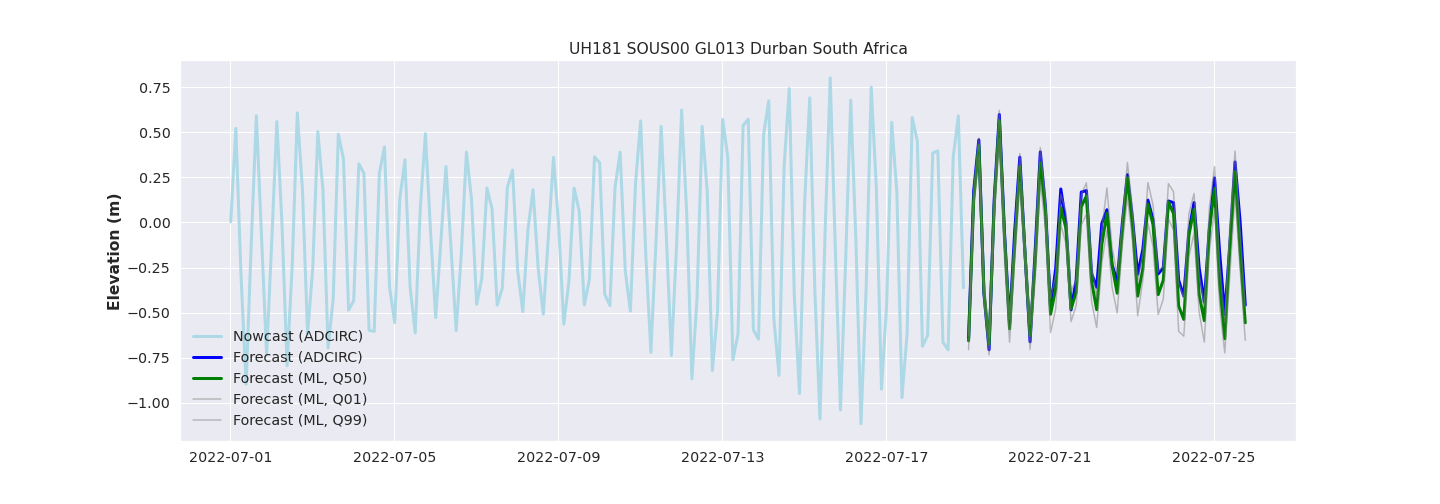 UH181 SOUS00 GL013 Durban South Africa
Elevation (m)
0.75
0.50
0.25
0.00
−0.25
−0.50
−0.75
−1.00
Nowcast (ADCIRC)
Forecast (ADCIRC)
Forecast (ML, Q50)
Forecast (ML, Q01)
Forecast (ML, Q99)
2022-07-01 2022-07-05 2022-07-09 2022-07-13 2022-07-17 2022-07-21 2022-07-25